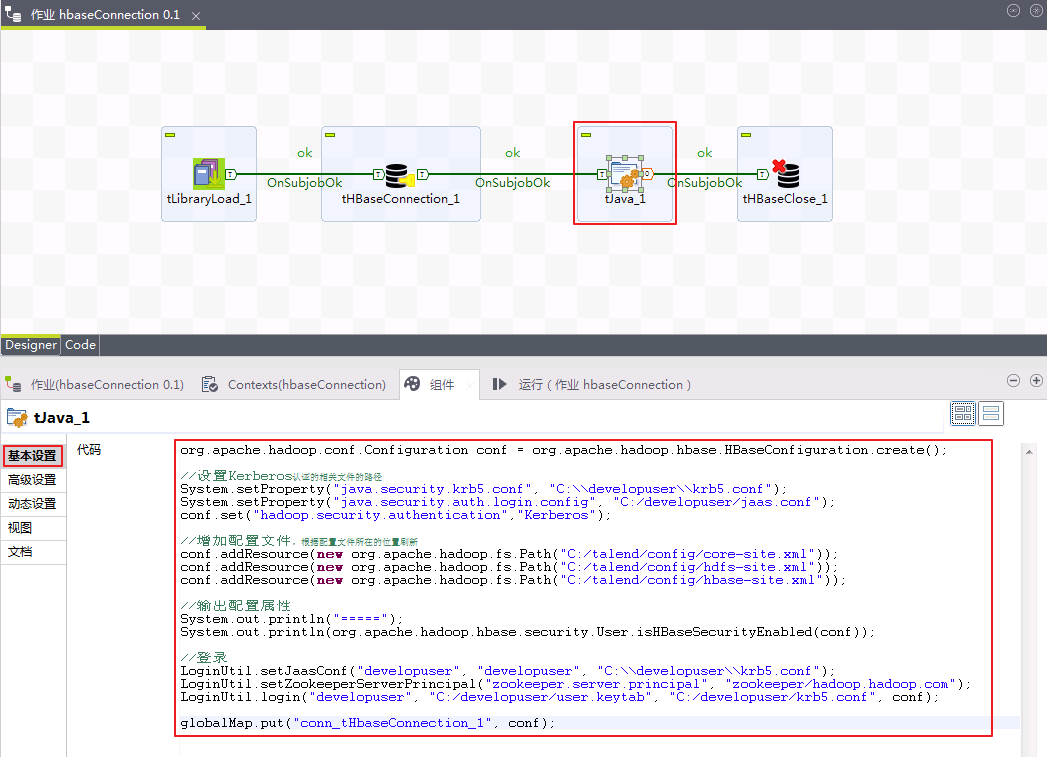 作业 hbaseConnection 0.1
ok
ok
ok
OnSubjobOk
OnSubjobOk
OnSubjobOk
tLibraryLoad_1
tHBaseConnection_1
tJava_1
tHBaseClose_1
Designer
Code
作业(hbaseConnection 0.1)
Contexts(hbaseConnection)
组件
运行 ( 作业 hbaseConnection )
tJava_1
基本设置
高级设置
动态设置
视图
文档
代码
org.apache.hadoop.conf.Configuration conf = org.apache.hadoop.hbase.HBaseConfiguration.create();
//设置Kerberos认证的相关文件的路径
System.setProperty("java.security.krb5.conf", "C:\\developuser\\krb5.conf");
System.setProperty("java.security.auth.login.config", "C:/developuser/jaas.conf");
conf.set("hadoop.security.authentication","Kerberos");
//增加配置文件，根据配置文件所在的位置刷新
conf.addResource(new org.apache.hadoop.fs.Path("C:/talend/config/core-site.xml"));
conf.addResource(new org.apache.hadoop.fs.Path("C:/talend/config/hdfs-site.xml"));
conf.addResource(new org.apache.hadoop.fs.Path("C:/talend/config/hbase-site.xml"));
//输出配置属性
System.out.println("=====");
System.out.println(org.apache.hadoop.hbase.security.User.isHBaseSecurityEnabled(conf));
//登录
LoginUtil.setJaasConf("developuser", "developuser", "C:\\developuser\\krb5.conf");
LoginUtil.setZookeeperServerPrincipal("zookeeper.server.principal", "zookeeper/hadoop.hadoop.com");
LoginUtil.login("developuser", "C:/developuser/user.keytab", "C:/developuser/krb5.conf", conf);
globalMap.put("conn_tHbaseConnection_1", conf);